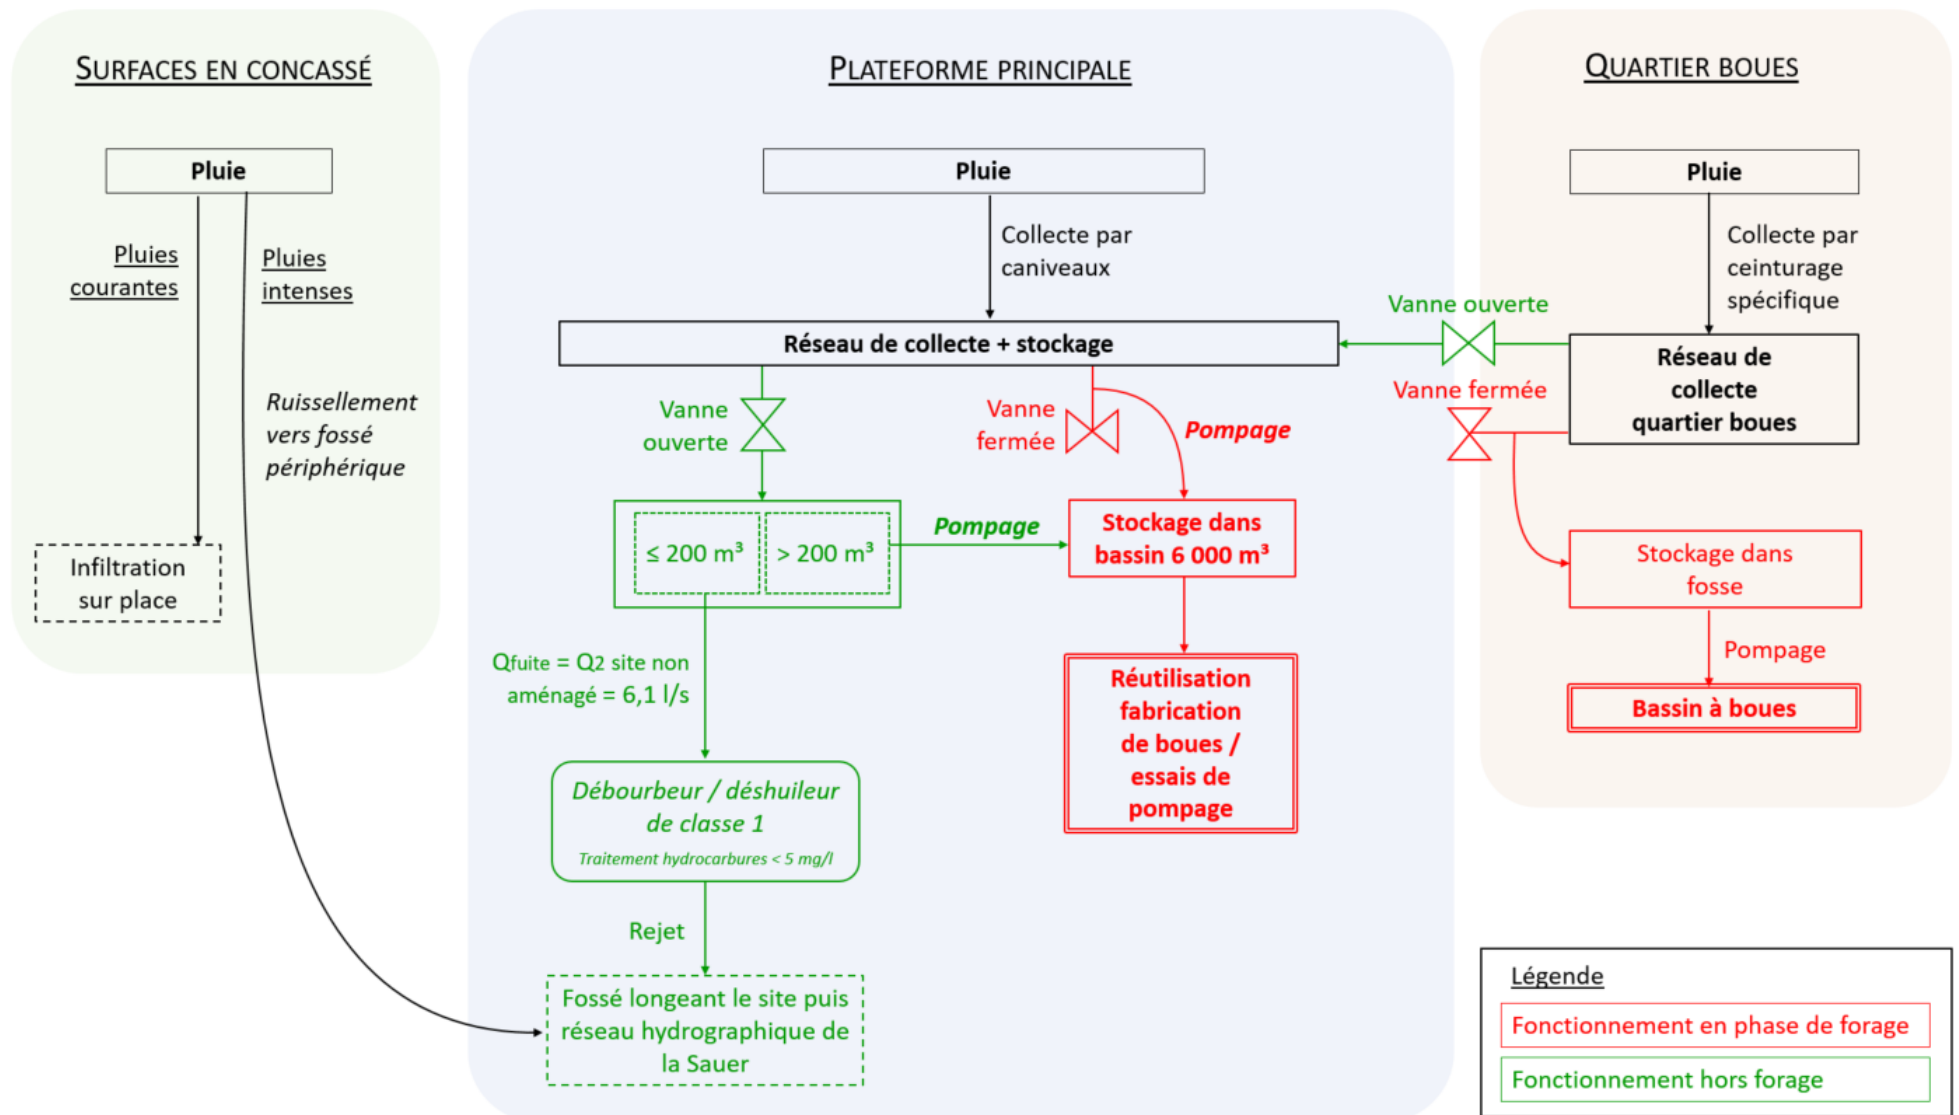 SURFACES EN CONCASSÉ
Pluie
Pluies
courantes
Pluies
intenses
Ruissellement
vers fossé
périphérique
Infiltration
sur place
PLATEFORME PRINCIPALE
Pluie
Collecte par
caniveaux
Réseau de collecte + stockage
Vanne
ouverte
Vanne
fermée
Pompage
≤ 200 m³
> 200 m³
Pompage
Stockage dans
bassin 6 000 m³
Qfuite = Q2 site non
aménagé = 6,1 l/s
Réutilisation
fabrication
de boues /
essais de
pompage
Débourbeur / déshuileur
de classe 1
Traitement hydrocarbures < 5 mg/l
Rejet
Fossé longeant le site puis
réseau hydrographique de
la Sauer
QUARTIER BOUES
Pluie
Collecte par
ceinturage
spécifique
Vanne ouverte
Vanne fermée
Réseau de
collecte
quartier boues
Stockage dans
fosse
Pompage
Bassin à boues
Légende
Fonctionnement en phase de forage
Fonctionnement hors forage